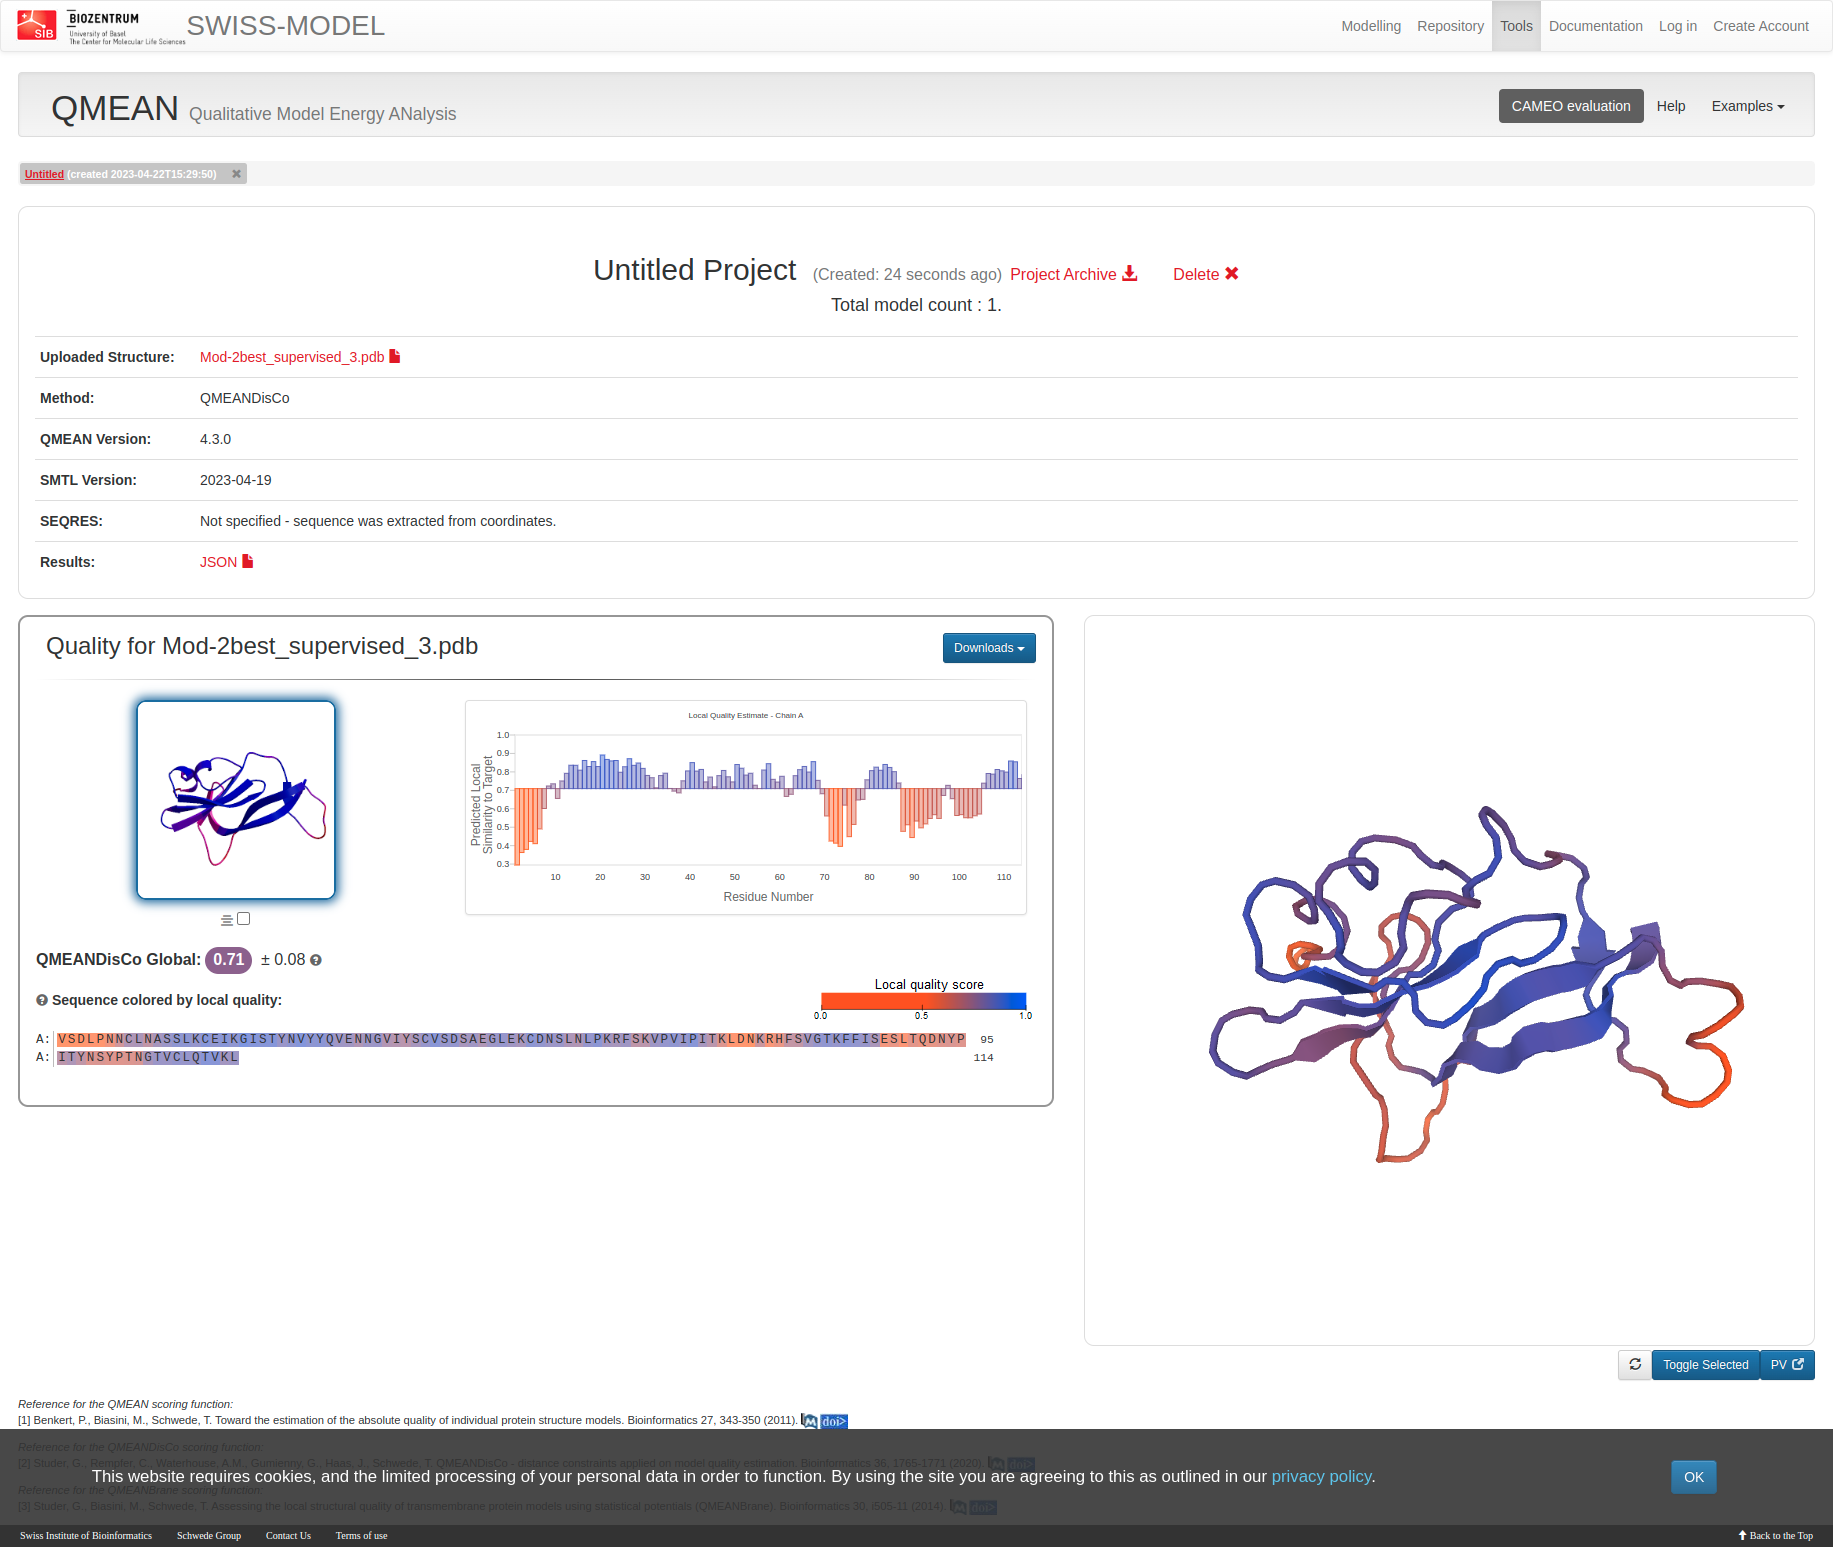 SIB
BIOZENTRUM
University of Basel
The Center for Molecular Life Sciences
SWISS-MODEL
Modelling Repository Tools Documentation Log in Create Account
QMEAN Qualitative Model Energy ANalysis
CAMEO evaluation Help Examples
Untitled (created 2023-04-22T15:29:50)
Untitled Project (Created: 24 seconds ago) Project Archive Delete
Total model count : 1.
Uploaded Structure: Mod-2best_supervised_3.pdb
Method: QMEANDisCo
QMEAN Version: 4.3.0
SMTL Version: 2023-04-19
SEQRES: Not specified - sequence was extracted from coordinates.
Results: JSON
Quality for Mod-2best_supervised_3.pdb
Downloads
Local Quality Estimate - Chain A
Predicted Local
Similarity to Target
1.0
0.9
0.8
0.7
0.6
0.5
0.4
0.3
10 20 30 40 50 60 70 80 90 100 110
Residue Number
QMEANDisCo Global: 0.71 ± 0.08
Sequence colored by local quality:
Local quality score
0.0 0.5 1.0
A: VSDLPNNCLNASSLKCEIKGISTYNVYYQVENNGVIYSCVSDSAEGLEKCDNSLNLPKRFSKVPVIPITKLDNKRHFSVGTKFFISESLTQDNYP 95
A: ITYNSYPTNGTVCLQTVKL 114
Toggle Selected PV
Reference for the QMEAN scoring function:
[1] Benkert, P., Biasini, M., Schwede, T. Toward the estimation of the absolute quality of individual protein structure models. Bioinformatics 27, 343-350 (2011). M doi>
Reference for the QMEANDisCo scoring function:
[2] Studer, G., Rempfer, C., Waterhouse, A.M., Gumienny, G., Haas, J., Schwede, T. QMEANDisCo - distance constraints applied on model quality estimation. Bioinformatics 36, 1765-1771 (2020). M doi>
This website requires cookies, and the limited processing of your personal data in order to function. By using the site you are agreeing to this as outlined in our privacy policy.
OK
Reference for the QMEANBrane scoring function:
[3] Studer, G., Biasini, M., Schwede, T. Assessing the local structural quality of transmembrane protein models using statistical potentials (QMEANBrane). Bioinformatics 30, i505-11 (2014). M doi>
Swiss Institute of Bioinformatics Schwede Group Contact Us Terms of use Back to the Top